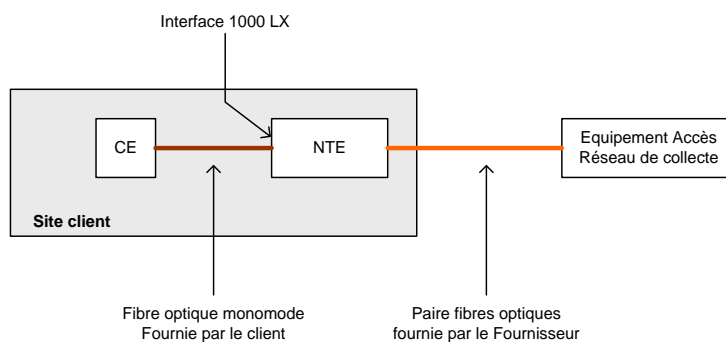 Interface 1000 LX
CE
NTE
Equipement Accès
Réseau de collecte
Site client
Fibre optique monomode
Fournie par le client
Paire fibres optiques
fournie par le Fournisseur